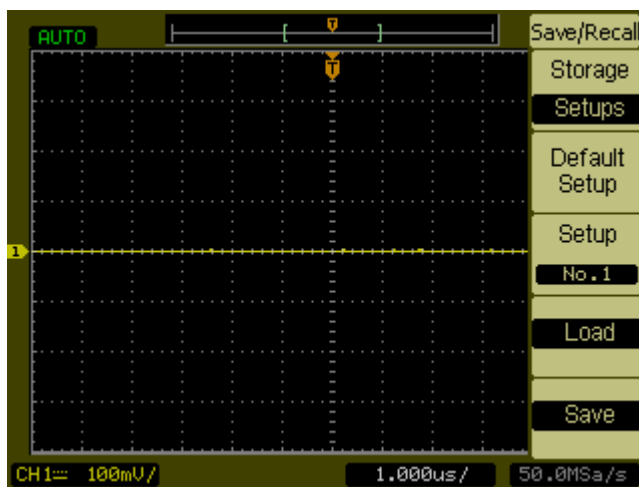 AUTO
T
T
Save/Recall
Storage
Setups
Default
Setup
Setup
No.1
Load
Save
1
CH1 100mV/
1.000us/
50.0MSa/s